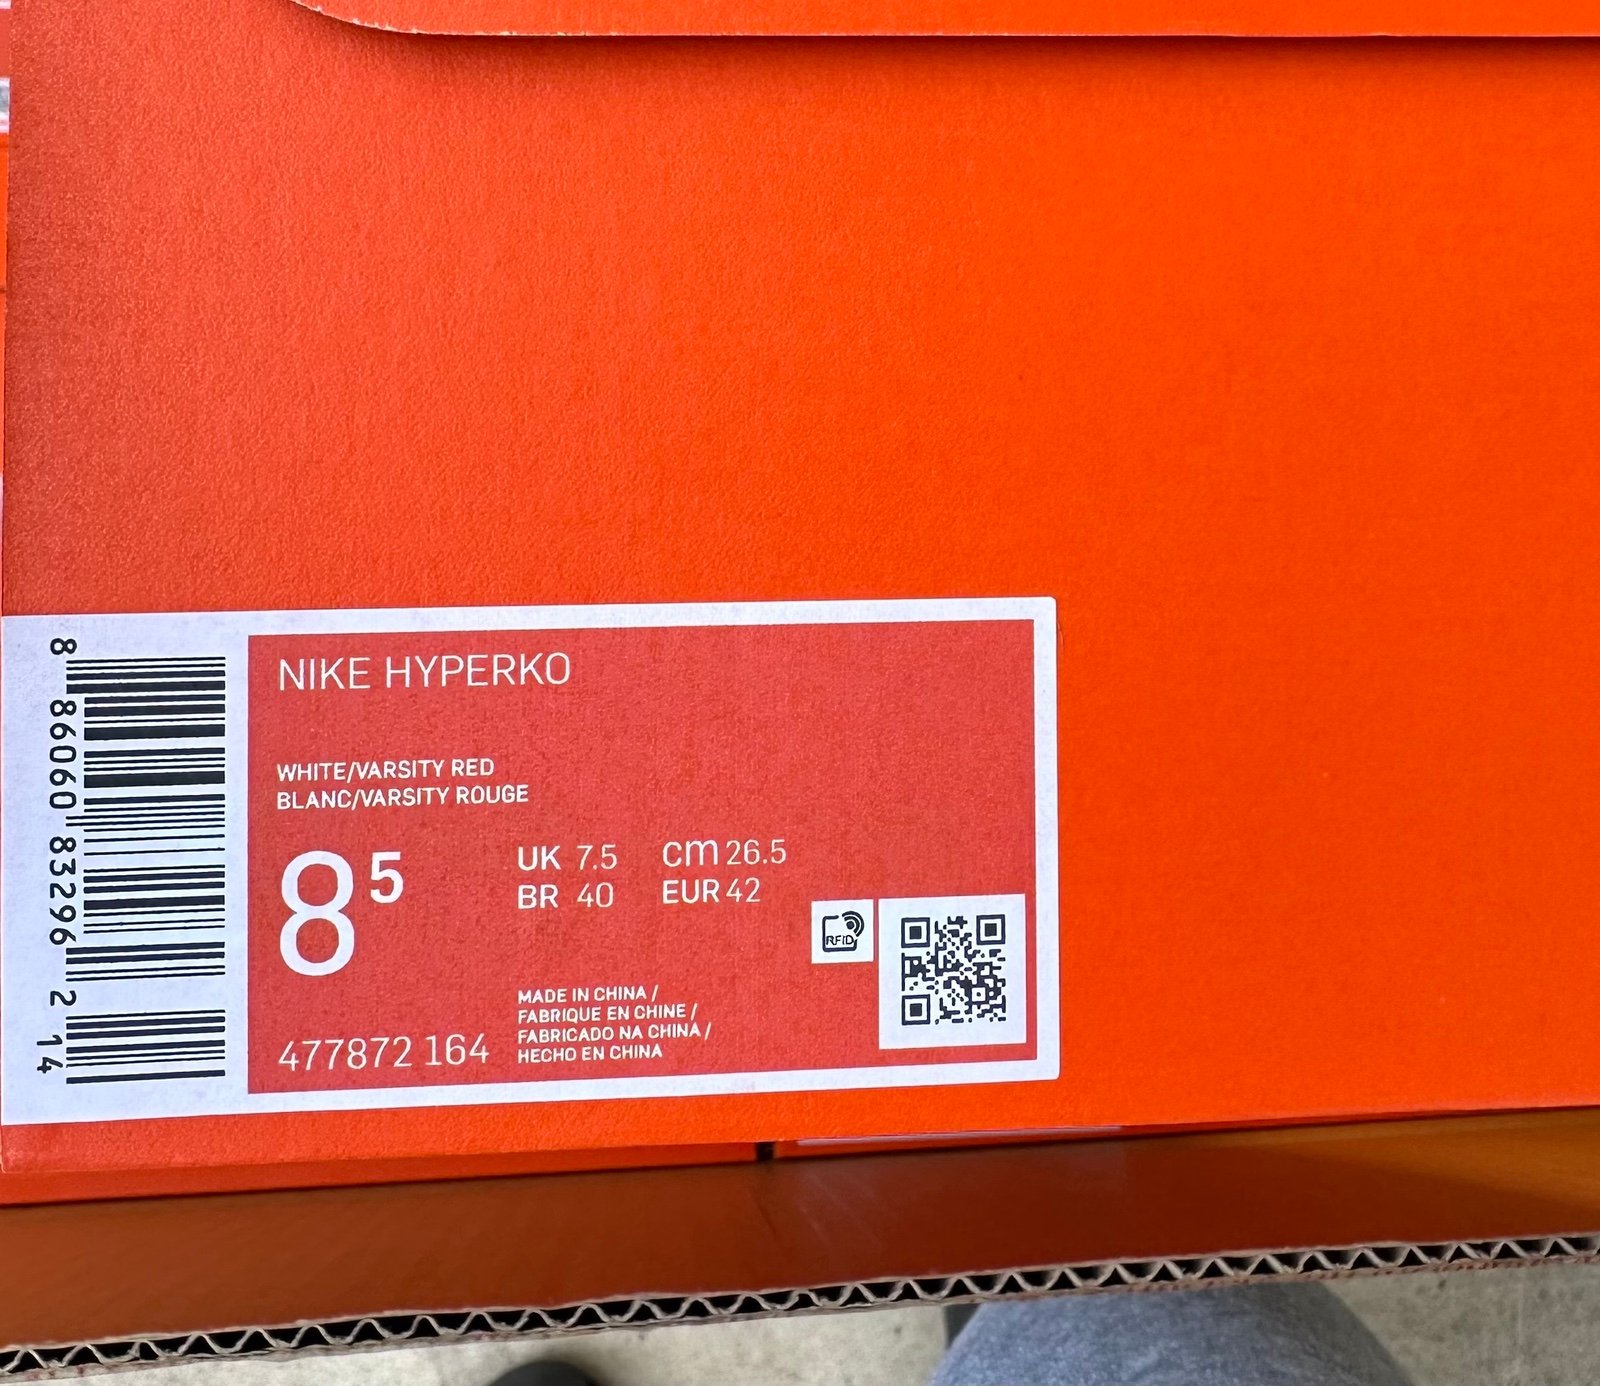 8 86060 83296 2 14
NIKE HYPERKO
WHITE/VARSITY RED
BLANC/VARSITY ROUGE
8⁵
UK 7.5 cm 26.5
BR 40 EUR 42
RFID
MADE IN CHINA /
FABRIQUE EN CHINE /
FABRICADO NA CHINA /
HECHO EN CHINA
477872 164